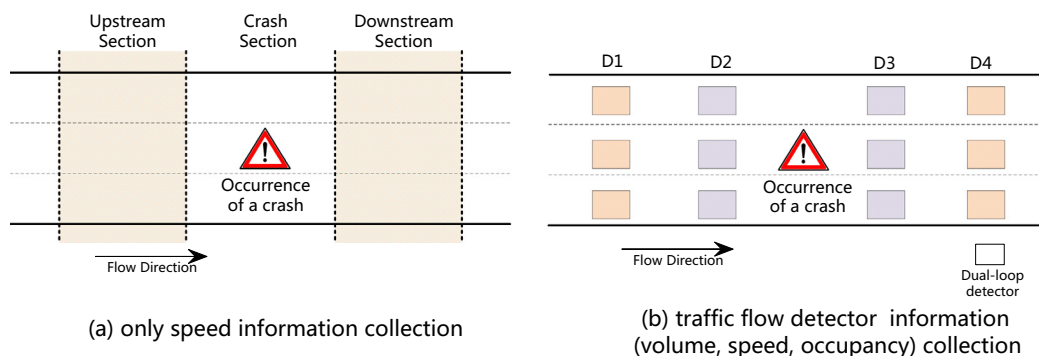 Upstream
Section
Crash
Section
Downstream
Section
!
Occurrence
of a crash
Flow Direction
(a) only speed information collection
D1
D2
D3
D4
!
Occurrence
of a crash
Flow Direction
Dual-loop
detector
(b) traffic flow detector information
(volume, speed, occupancy) collection